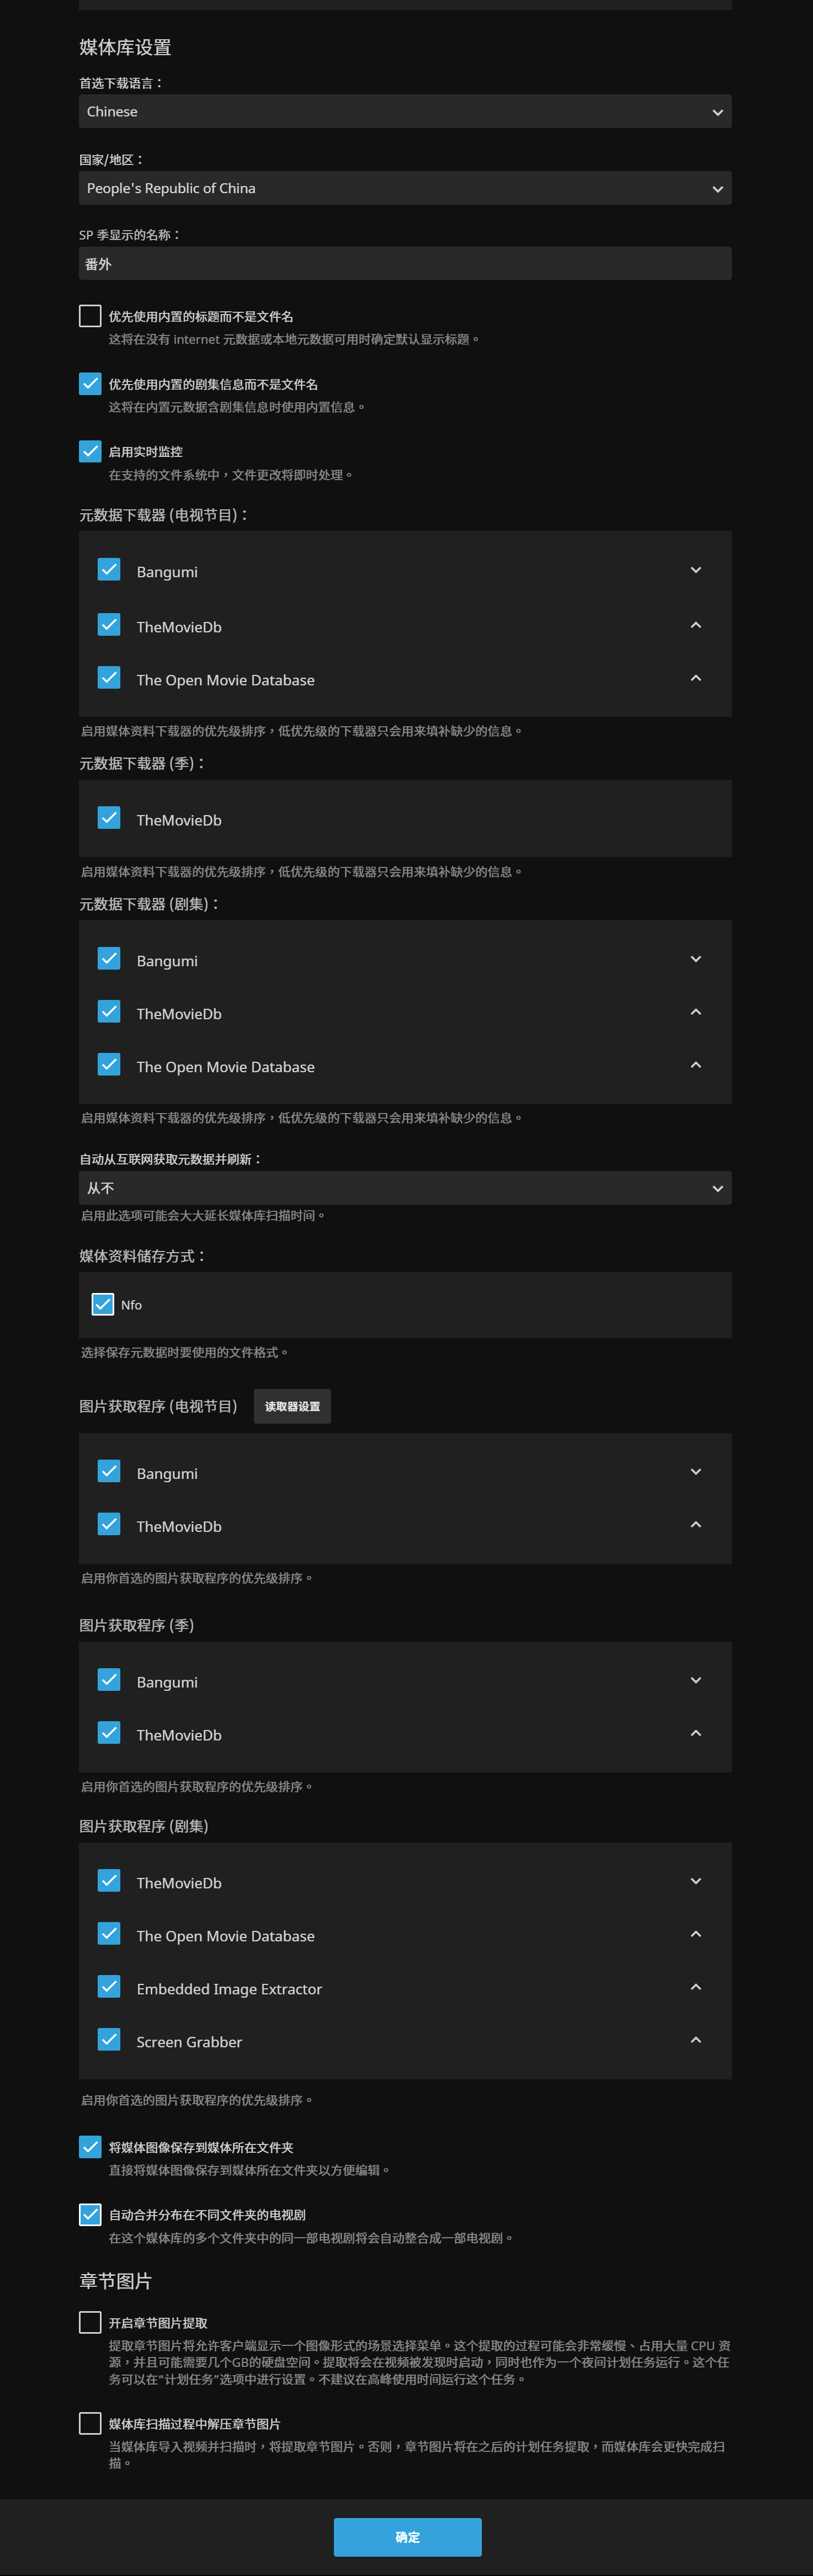 媒体库设置
首选下载语言：
Chinese
国家/地区：
People's Republic of China
SP 季显示的名称：
番外
优先使用内置的标题而不是文件名
这将在没有 internet 元数据或本地元数据可用时确定默认显示标题。
优先使用内置的剧集信息而不是文件名
这将在内置元数据含剧集信息时使用内置信息。
启用实时监控
在支持的文件系统中，文件更改将即时处理。
元数据下载器 (电视节目)：
Bangumi
TheMovieDb
The Open Movie Database
启用媒体资料下载器的优先级排序，低优先级的下载器只会用来填补缺少的信息。
元数据下载器 (季)：
TheMovieDb
启用媒体资料下载器的优先级排序，低优先级的下载器只会用来填补缺少的信息。
元数据下载器 (剧集)：
Bangumi
TheMovieDb
The Open Movie Database
启用媒体资料下载器的优先级排序，低优先级的下载器只会用来填补缺少的信息。
自动从互联网获取元数据并刷新：
从不
启用此选项可能会大大延长媒体库扫描时间。
媒体资料储存方式：
Nfo
选择保存元数据时要使用的文件格式。
图片获取程序 (电视节目) 读取器设置
Bangumi
TheMovieDb
启用你首选的图片获取程序的优先级排序。
图片获取程序 (季)
Bangumi
TheMovieDb
启用你首选的图片获取程序的优先级排序。
图片获取程序 (剧集)
TheMovieDb
The Open Movie Database
Embedded Image Extractor
Screen Grabber
启用你首选的图片获取程序的优先级排序。
将媒体图像保存到媒体所在文件夹
直接将媒体图像保存到媒体所在文件夹以方便编辑。
自动合并分布在不同文件夹的电视剧
在这个媒体库的多个文件夹中的同一部电视剧将会自动整合成一部电视剧。
章节图片
开启章节图片提取
提取章节图片将允许客户端显示一个图像形式的场景选择菜单。这个提取的过程可能会非常缓慢、占用大量 CPU 资
源，并且可能需要几个GB的硬盘空间。提取将会在视频被发现时启动，同时也作为一个夜间计划任务运行。这个任
务可以在“计划任务”选项中进行设置。不建议在高峰使用时间运行这个任务。
媒体库扫描过程中解压章节图片
当媒体库导入视频并扫描时，将提取章节图片。否则，章节图片将在之后的计划任务提取，而媒体库会更快完成扫
描。
确定